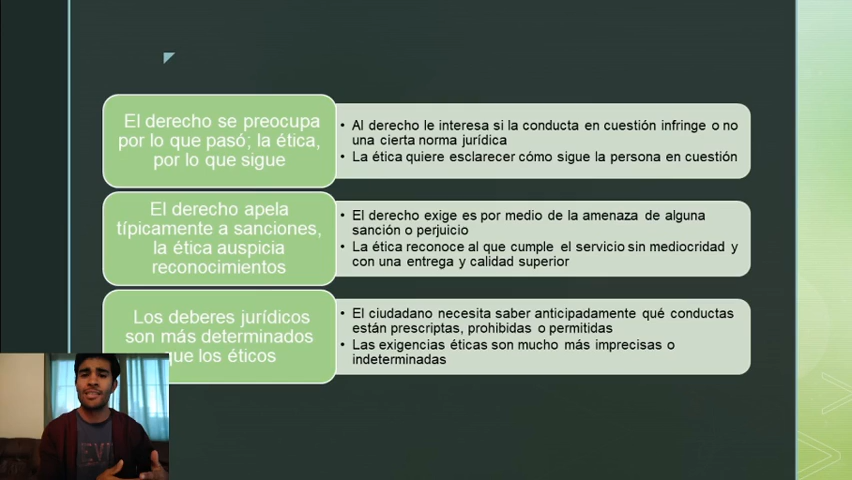 El derecho se preocupa
por lo que pasó; la ética,
por lo que sigue
• Al derecho le interesa si la conducta en cuestión infringe o no
una cierta norma jurídica
• La ética quiere esclarecer cómo sigue la persona en cuestión
El derecho apela
típicamente a sanciones,
la ética auspicia
reconocimientos
• El derecho exige es por medio de la amenaza de alguna
sanción o perjuicio
• La ética reconoce al que cumple el servicio sin mediocridad y
con una entrega y calidad superior
Los deberes jurídicos
son más determinados
que los éticos
• El ciudadano necesita saber anticipadamente qué conductas
están prescriptas, prohibidas o permitidas
• Las exigencias éticas son mucho más imprecisas o
indeterminadas